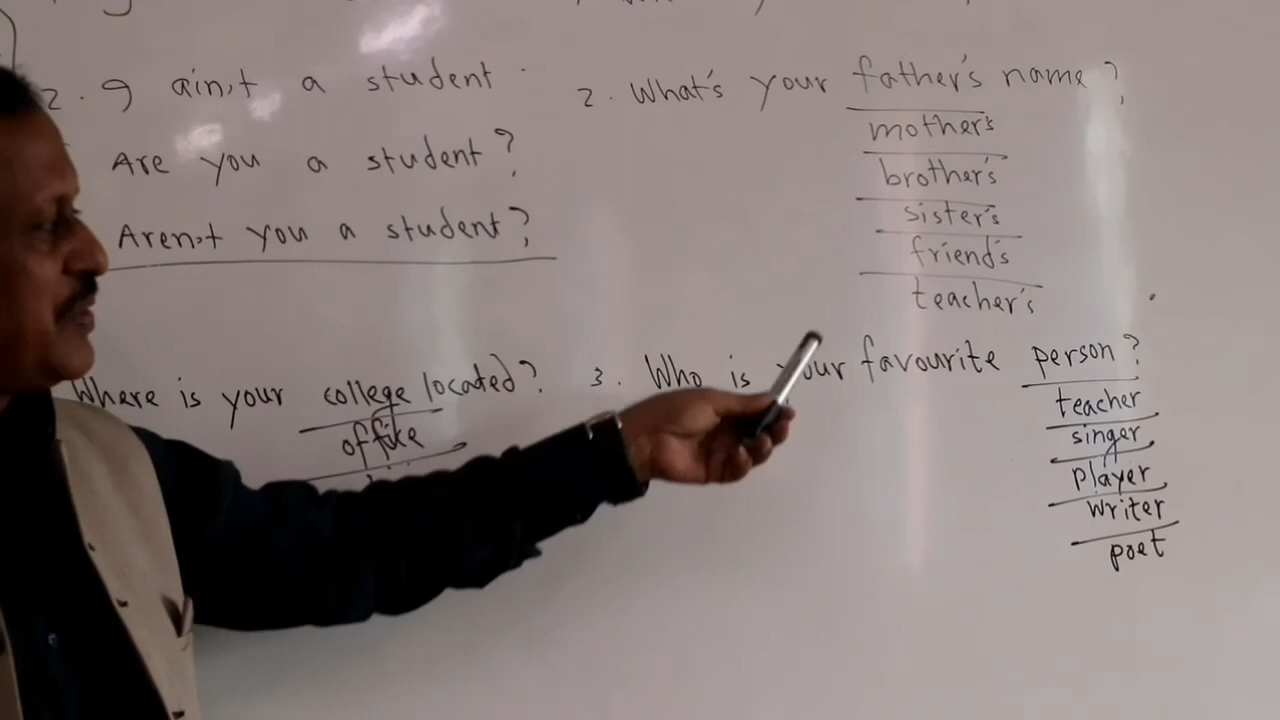 2. I ain't a student.
Are you a student?
Aren't you a student?
Where is your college located?
office
2. What's your father's name?
mother's
brother's
sister's
friend's
teacher's
3. Who is your favourite person?
teacher
singer
player
writer
poet